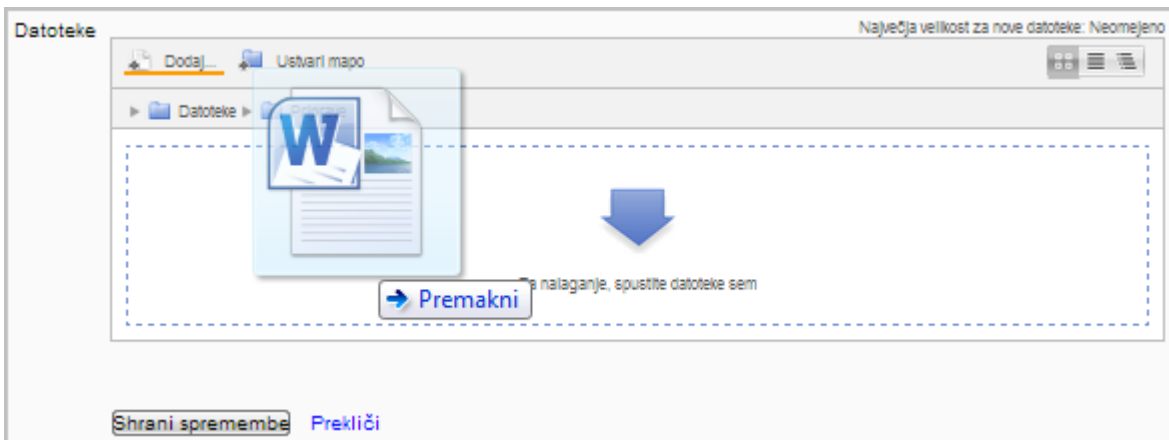 Datoteke
Največja velikost za nove datoteke: Neomejeno
Dodaj... Ustvari mapo
Datoteke
W
nalaganje, spustite datoteke sem
Premakni
Shrani spremembe Prekliči